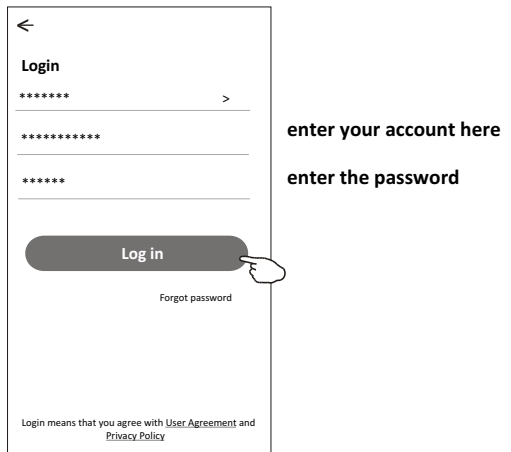 Login
*******
>
***********
enter your account here
******
enter the password
Log in
Forgot password
Login means that you agree with User Agreement and
Privacy Policy